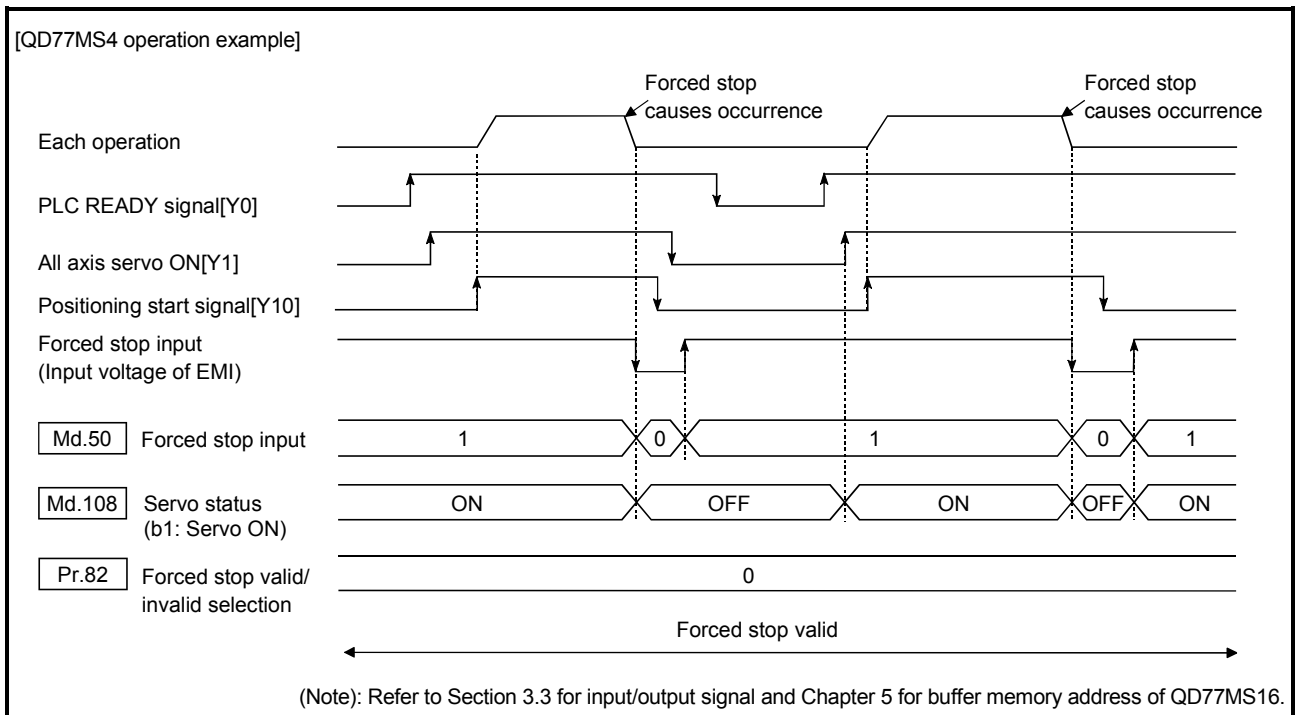 [QD77MS4 operation example]
Forced stop
causes occurrence
Forced stop
causes occurrence
Each operation
PLC READY signal[Y0]
All axis servo ON[Y1]
Positioning start signal[Y10]
Forced stop input
(Input voltage of EMI)
Md.50 Forced stop input 1 0 1 0 1
Md.108 Servo status ON OFF ON OFF ON
(b1: Servo ON)
Pr.82 Forced stop valid/ 0
invalid selection
Forced stop valid
(Note): Refer to Section 3.3 for input/output signal and Chapter 5 for buffer memory address of QD77MS16.